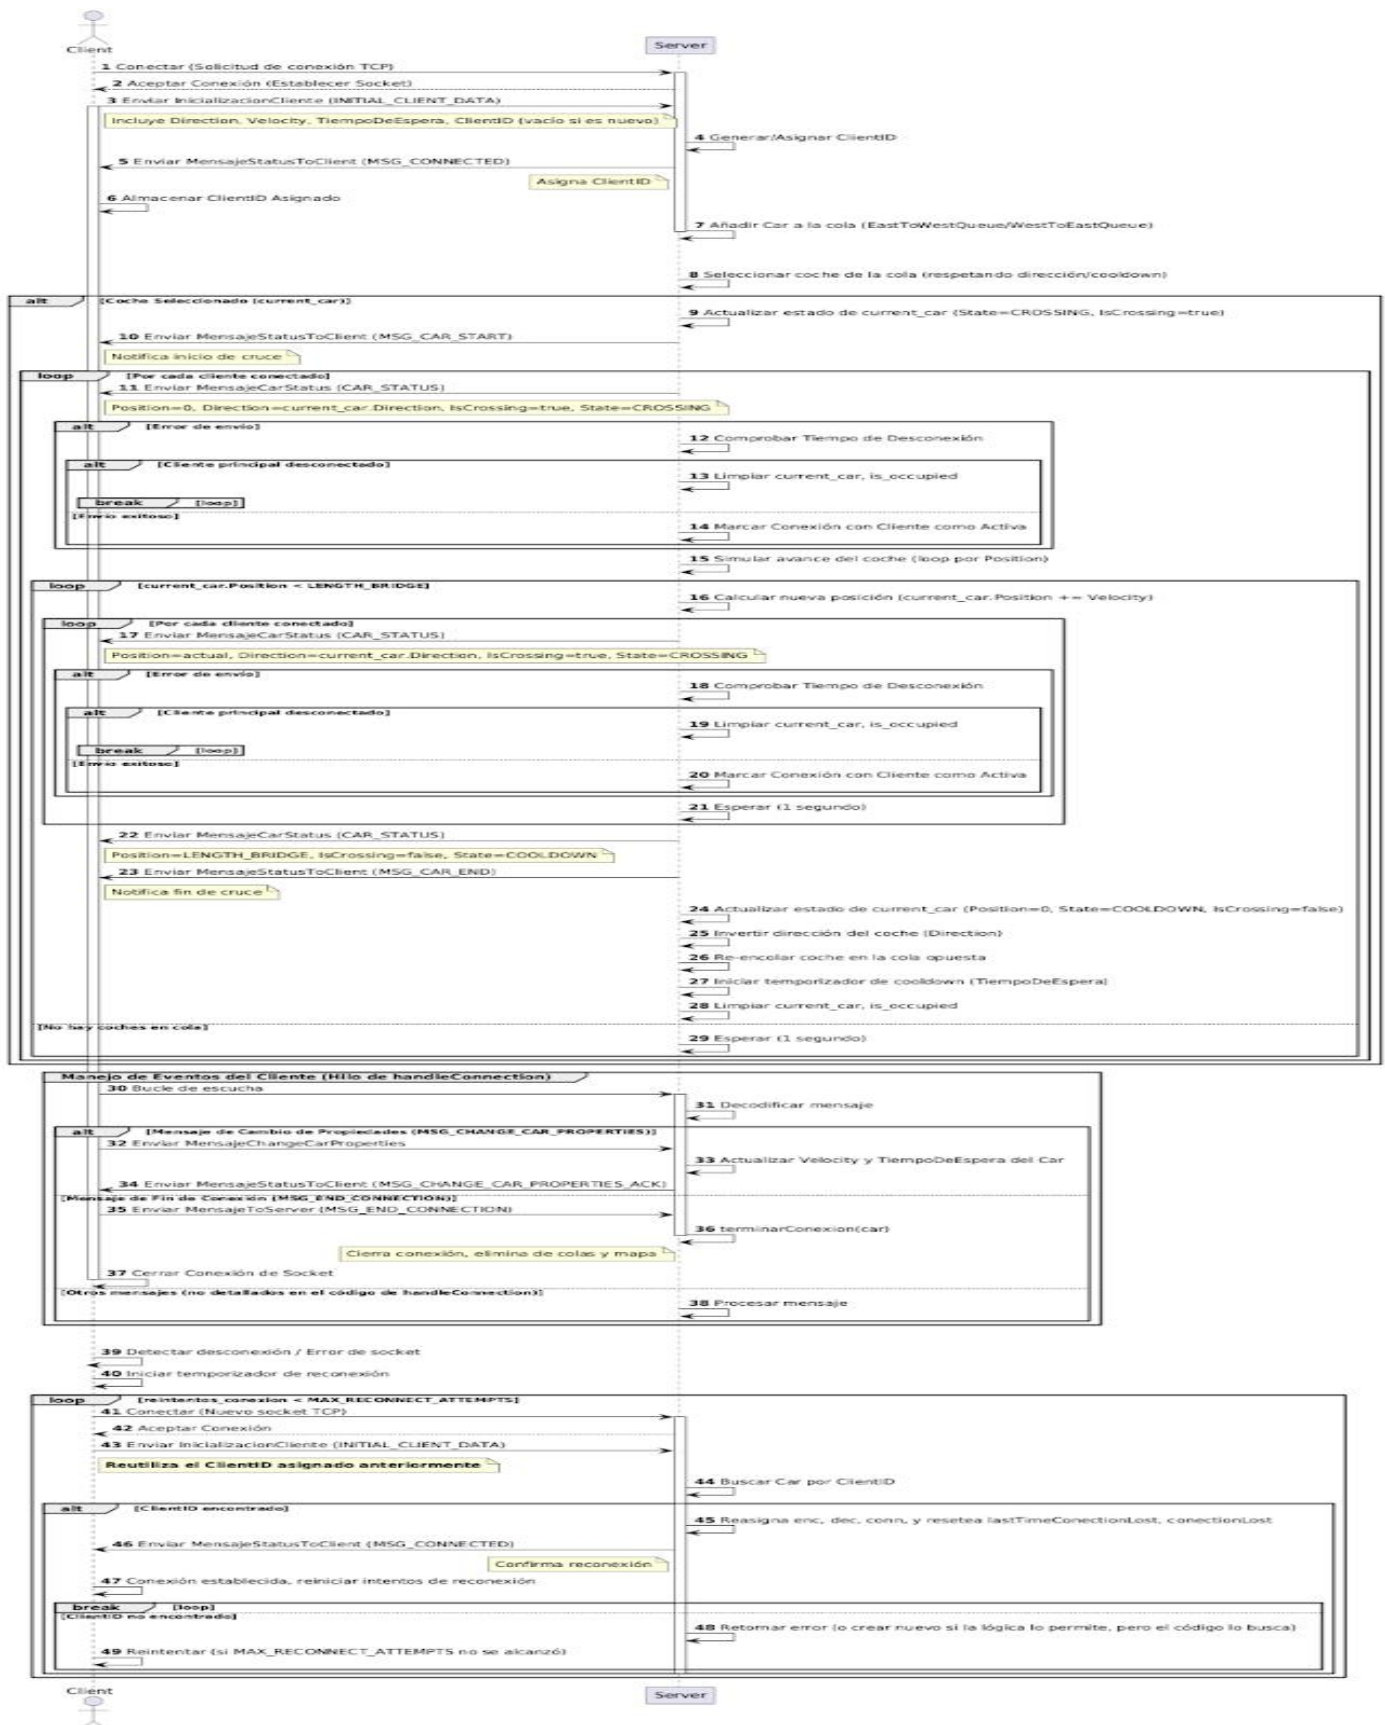 Client
Server
1 Conectar (Solicitud de conexión TCP)
2 Aceptar Conexión (Establecer Socket)
3 Enviar InicializacionCliente (INITIAL_CLIENT_DATA)
Incluye Direction, Velocity, TiempoDeEspera, ClientID (vacío si es nuevo)
4 Generar/Asignar ClientID
5 Enviar MensajeStatusToClient (MSG_CONNECTED)
Asigna ClientID
6 Almacenar ClientID Asignado
7 Añadir Car a la cola (EastToWestQueue/WestToEastQueue)
8 Seleccionar coche de la cola (respetando dirección/cooldown)
alt [Coche Seleccionado (current_car)]
9 Actualizar estado de current_car (State=CROSSING, IsCrossing=true)
10 Enviar MensajeStatusToClient (MSG_CAR_START)
Notifica inicio de cruce
loop [Por cada cliente conectado]
11 Enviar MensajeCarStatus (CAR_STATUS)
Position=0, Direction=current_car.Direction, IsCrossing=true, State=CROSSING
alt [Error de envío]
12 Comprobar Tiempo de Desconexión
alt [Cliente principal desconectado]
13 Limpiar current_car, is_occupied
break [loop]
[Envío exitoso]
14 Marcar Conexión con Cliente como Activa
15 Simular avance del coche (loop por Position)
loop [current_car.Position < LENGTH_BRIDGE]
16 Calcular nueva posición (current_car.Position += Velocity)
loop [Por cada cliente conectado]
17 Enviar MensajeCarStatus (CAR_STATUS)
Position=actual, Direction=current_car.Direction, IsCrossing=true, State=CROSSING
alt [Error de envío]
18 Comprobar Tiempo de Desconexión
alt [Cliente principal desconectado]
19 Limpiar current_car, is_occupied
break [loop]
[Envío exitoso]
20 Marcar Conexión con Cliente como Activa
21 Esperar (1 segundo)
22 Enviar MensajeCarStatus (CAR_STATUS)
Position=LENGTH_BRIDGE, IsCrossing=false, State=COOLDOWN
23 Enviar MensajeStatusToClient (MSG_CAR_END)
Notifica fin de cruce
24 Actualizar estado de current_car (Position=0, State=COOLDOWN, IsCrossing=false)
25 Invertir dirección del coche (Direction)
26 Re-encolar coche en la cola opuesta
27 Iniciar temporizador de cooldown (TiempoDeEspera)
28 Limpiar current_car, is_occupied
[No hay coches en cola]
29 Esperar (1 segundo)
Manejo de Eventos del Cliente (Hilo de handleConnection)
30 Bucle de escucha
31 Decodificar mensaje
alt [Mensaje de Cambio de Propiedades (MSG_CHANGE_CAR_PROPERTIES)]
32 Enviar MensajeChangeCarProperties
33 Actualizar Velocity y TiempoDeEspera del Car
34 Enviar MensajeStatusToClient (MSG_CHANGE_CAR_PROPERTIES_ACK)
[Mensaje de Fin de Conexión (MSG_END_CONNECTION)]
35 Enviar MensajeToServer (MSG_END_CONNECTION)
36 terminarConexion(car)
Cierra conexión, elimina de colas y mapa
37 Cerrar Conexión de Socket
[Otros mensajes (no detallados en el código de handleConnection)]
38 Procesar mensaje
39 Detectar desconexión / Error de socket
40 Iniciar temporizador de reconexión
loop [reintentos_conexion < MAX_RECONNECT_ATTEMPTS]
41 Conectar (Nuevo socket TCP)
42 Aceptar Conexión
43 Enviar InicializacionCliente (INITIAL_CLIENT_DATA)
Reutiliza el ClientID asignado anteriormente
44 Buscar Car por ClientID
alt [ClientID encontrado]
45 Reasigna enc, dec, conn, y resetea lastTimeConectionLost, conectionLost
46 Enviar MensajeStatusToClient (MSG_CONNECTED)
Confirma reconexión
47 Conexión establecida, reiniciar intentos de reconexión
break [loop]
[ClientID no encontrado]
48 Retornar error (o crear nuevo si la lógica lo permite, pero el código lo busca)
49 Reintentar (si MAX_RECONNECT_ATTEMPTS no se alcanzó)
Client
Server